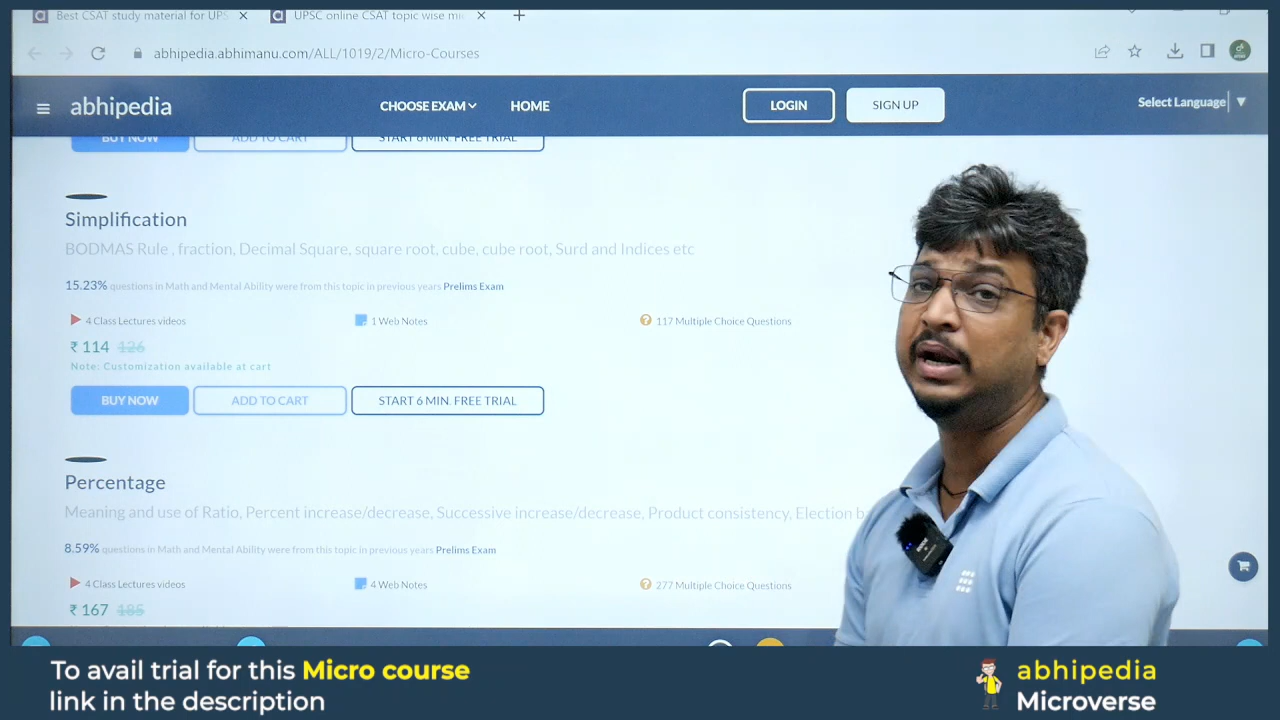 Best CSAT study material for UPS
UPSC online CSAT topic wise mi
abhipedia.abhimanu.com/ALL/1019/2/Micro-Courses
abhipedia
CHOOSE EXAM
HOME
LOGIN
SIGN UP
Select Language
BUY NOW
ADD TO CART
START 6 MIN. FREE TRIAL
Simplification
BODMAS Rule , fraction, Decimal Square, square root, cube, cube root, Surd and Indices etc
15.23% questions in Math and Mental Ability were from this topic in previous years Prelims Exam
4 Class Lectures videos
1 Web Notes
117 Multiple Choice Questions
₹ 114 126
Note: Customization available at cart
BUY NOW
ADD TO CART
START 6 MIN. FREE TRIAL
Percentage
Meaning and use of Ratio, Percent increase/decrease, Successive increase/decrease, Product consistency, Election
8.59% questions in Math and Mental Ability were from this topic in previous years Prelims Exam
4 Class Lectures videos
4 Web Notes
277 Multiple Choice Questions
₹ 167 185
To avail trial for this Micro course
link in the description
abhipedia
Microverse